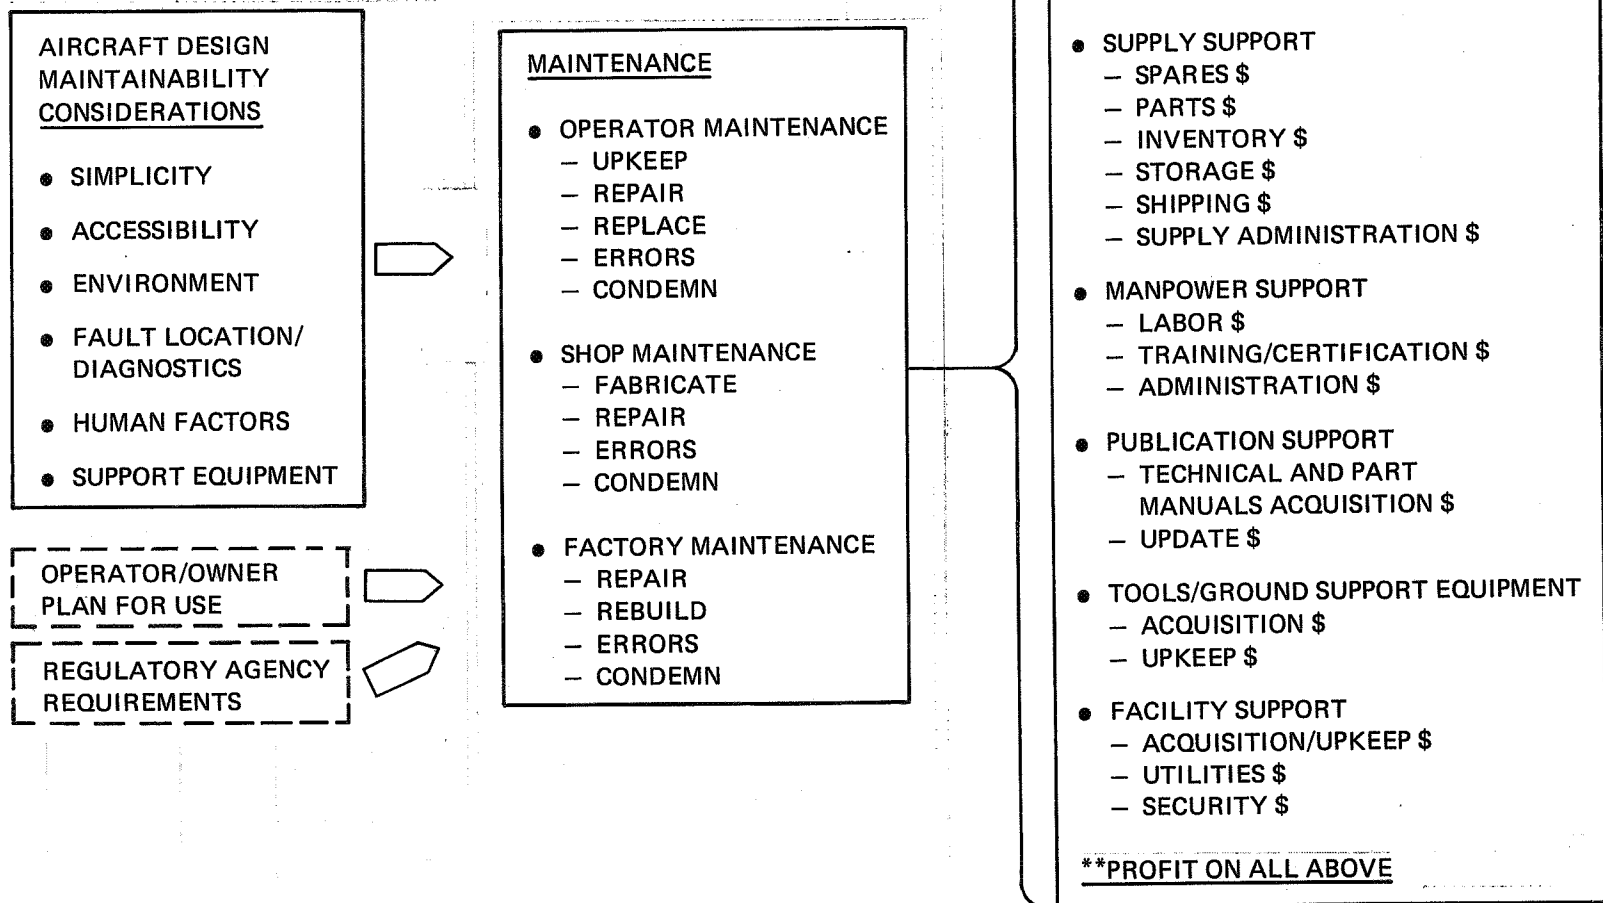 AIRCRAFT DESIGN
MAINTAINABILITY
CONSIDERATIONS
● SIMPLICITY
● ACCESSIBILITY
● ENVIRONMENT
● FAULT LOCATION/
DIAGNOSTICS
● HUMAN FACTORS
● SUPPORT EQUIPMENT
OPERATOR/OWNER
PLAN FOR USE
REGULATORY AGENCY
REQUIREMENTS
MAINTENANCE
● OPERATOR MAINTENANCE
– UPKEEP
– REPAIR
– REPLACE
– ERRORS
– CONDEMN
● SHOP MAINTENANCE
– FABRICATE
– REPAIR
– ERRORS
– CONDEMN
● FACTORY MAINTENANCE
– REPAIR
– REBUILD
– ERRORS
– CONDEMN
● SUPPLY SUPPORT
– SPARES $
– PARTS $
– INVENTORY $
– STORAGE $
– SHIPPING $
– SUPPLY ADMINISTRATION $
● MANPOWER SUPPORT
– LABOR $
– TRAINING/CERTIFICATION $
– ADMINISTRATION $
● PUBLICATION SUPPORT
– TECHNICAL AND PART
MANUALS ACQUISITION $
– UPDATE $
● TOOLS/GROUND SUPPORT EQUIPMENT
– ACQUISITION $
– UPKEEP $
● FACILITY SUPPORT
– ACQUISITION/UPKEEP $
– UTILITIES $
– SECURITY $
**PROFIT ON ALL ABOVE